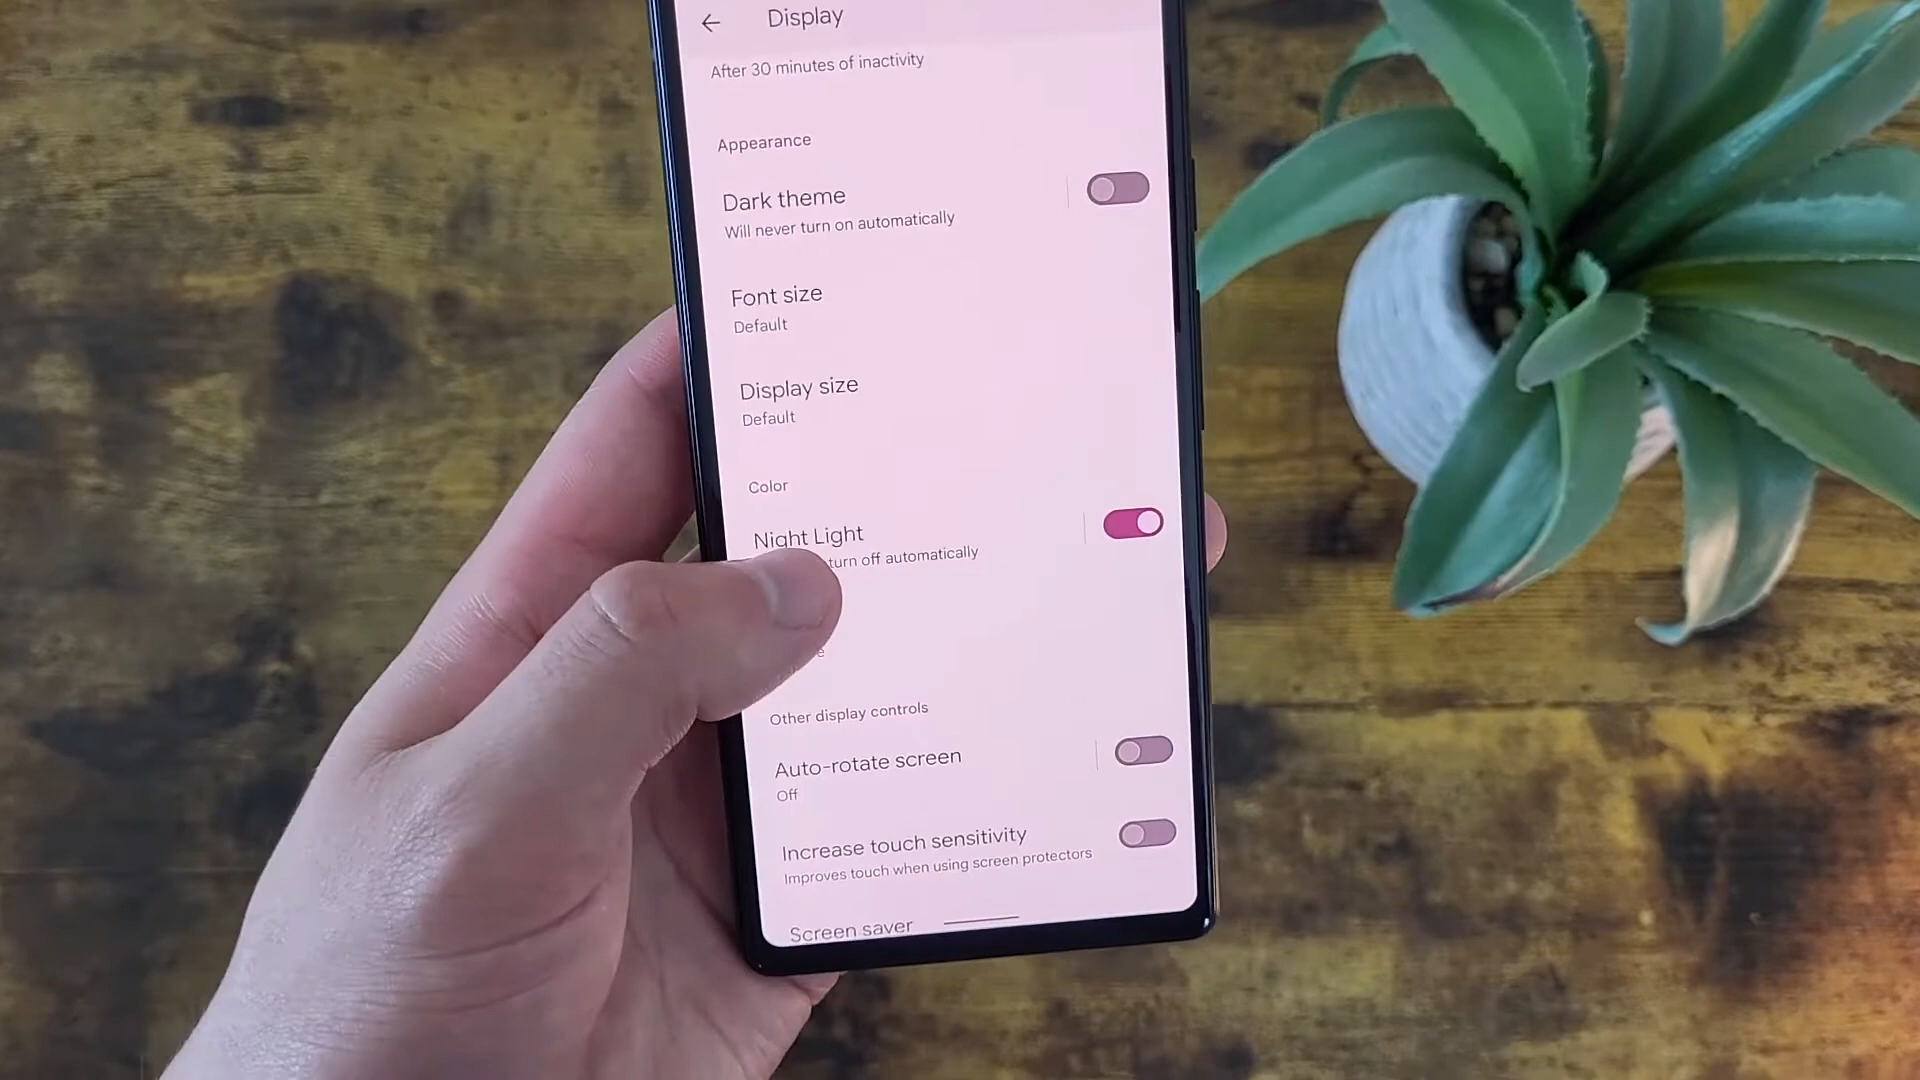 Display
After 30 minutes of inactivity
Appearance
Dark theme
Will never turn on automatically
Font size
Default
Display size
Default
Color
Night Light
turn off automatically
Other display controls
Auto-rotate screen
Off
Increase touch sensitivity
Improves touch when using screen protectors
Screen saver